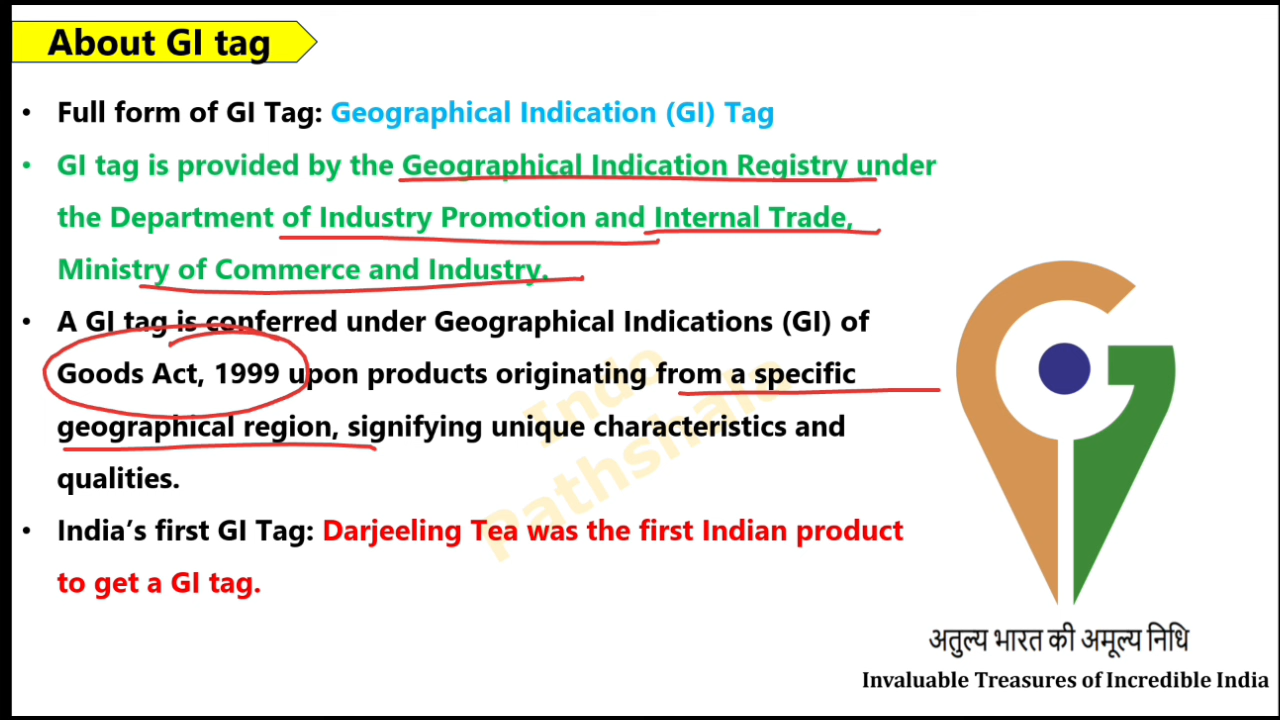 About GI tag
• Full form of GI Tag: Geographical Indication (GI) Tag
• GI tag is provided by the Geographical Indication Registry under
the Department of Industry Promotion and Internal Trade,
Ministry of Commerce and Industry.
• A GI tag is conferred under Geographical Indications (GI) of
Goods Act, 1999 upon products originating from a specific
geographical region, signifying unique characteristics and
qualities.
• India’s first GI Tag: Darjeeling Tea was the first Indian product
to get a GI tag.
Indo
Pathshala
अतुल्य भारत की अमूल्य निधि
Invaluable Treasures of Incredible India